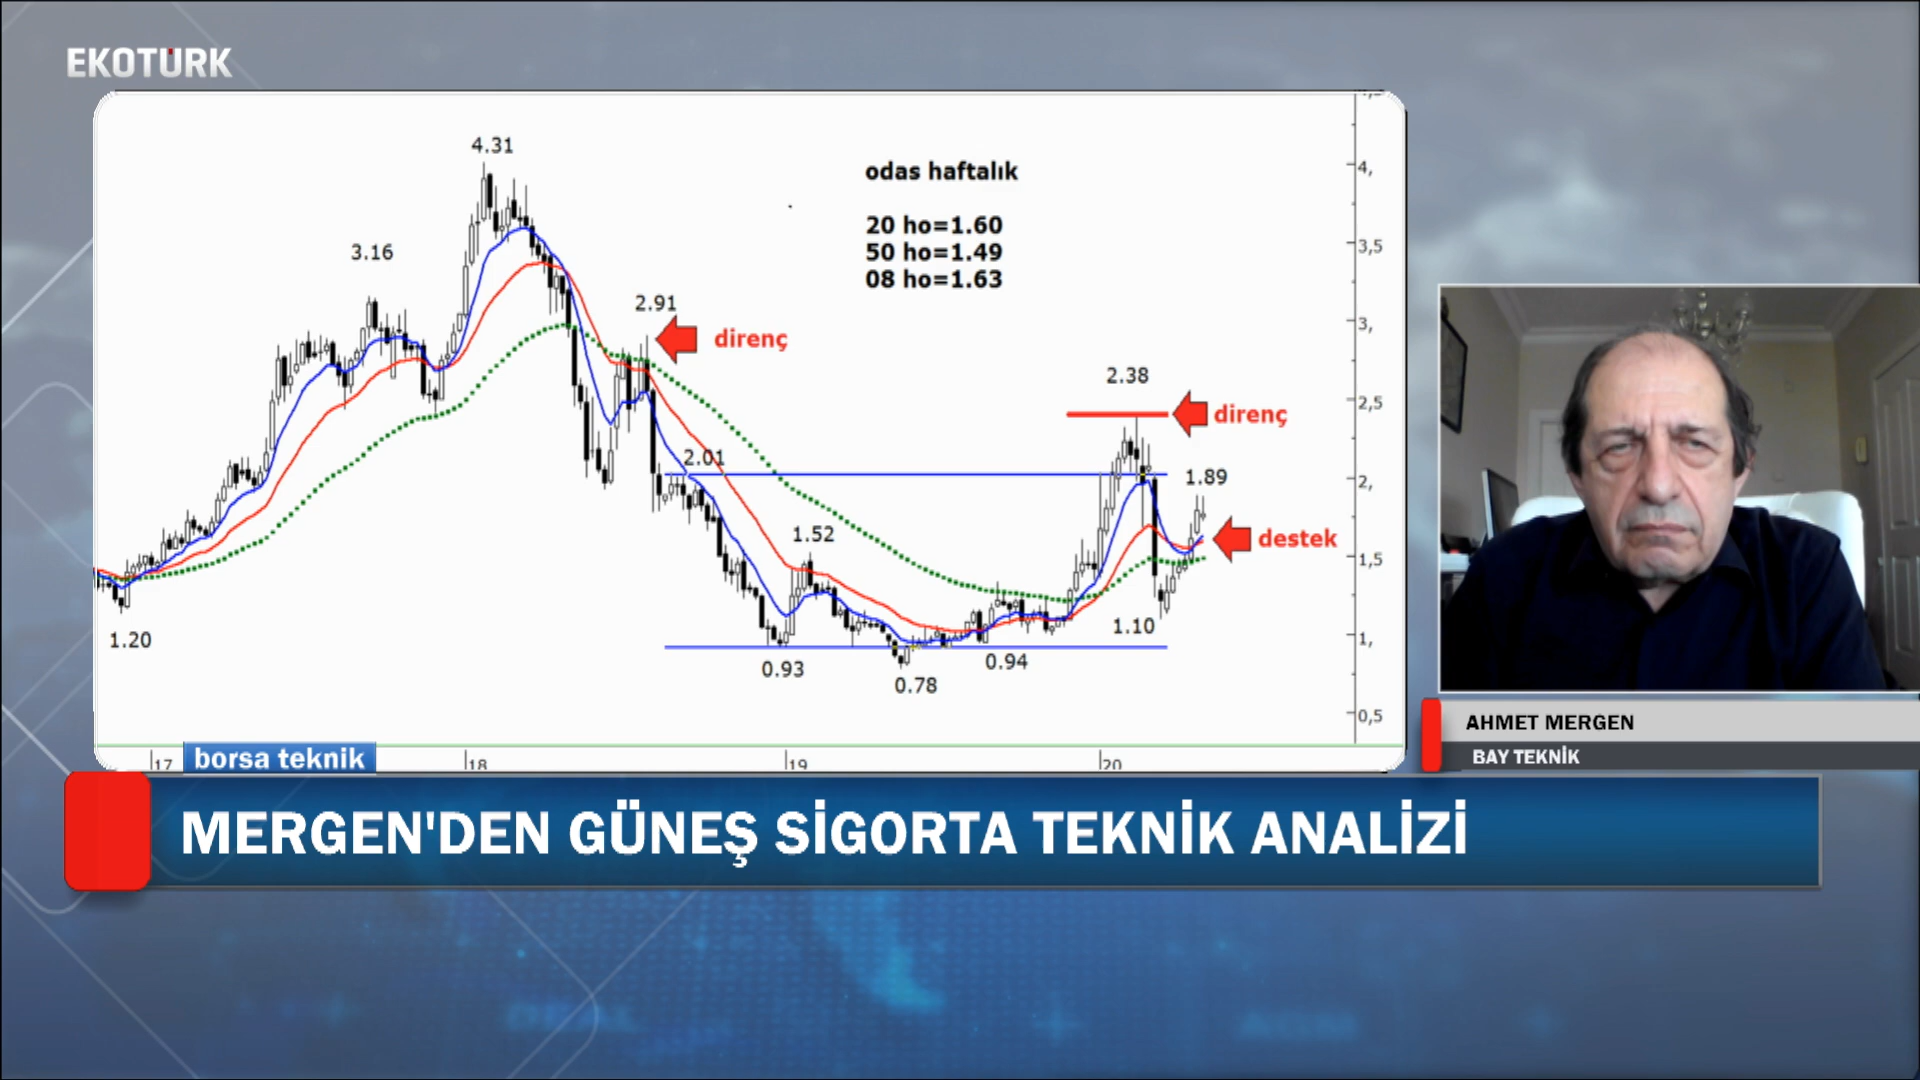 EKOTÜRK
4.31
odas haftalık
3.16
20 ho=1.60
50 ho=1.49
08 ho=1.63
2.91
direnç
2.38
direnç
2.01
1.89
1.52
destek
1.20
1.10
0.93
0.94
0.78
4,
3,5
3,
2,5
2,
1,5
1,
0,5
17
18
19
20
borsa teknik
AHMET MERGEN
BAY TEKNİK
MERGEN'DEN GÜNEŞ SİGORTA TEKNİK ANALİZİ